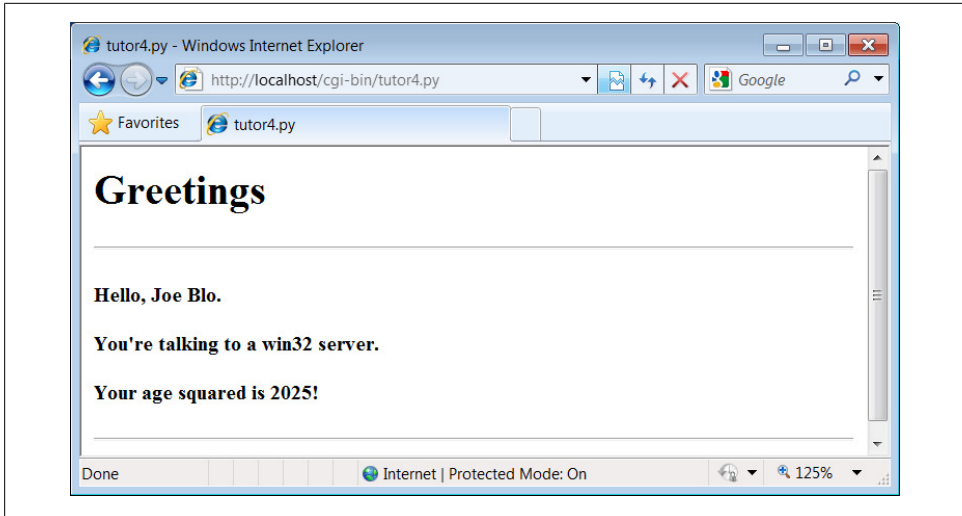 tutor4.py - Windows Internet Explorer
http://localhost/cgi-bin/tutor4.py
Google
Favorites
tutor4.py
Greetings
Hello, Joe Blo.
You're talking to a win32 server.
Your age squared is 2025!
Done
Internet | Protected Mode: On
125%